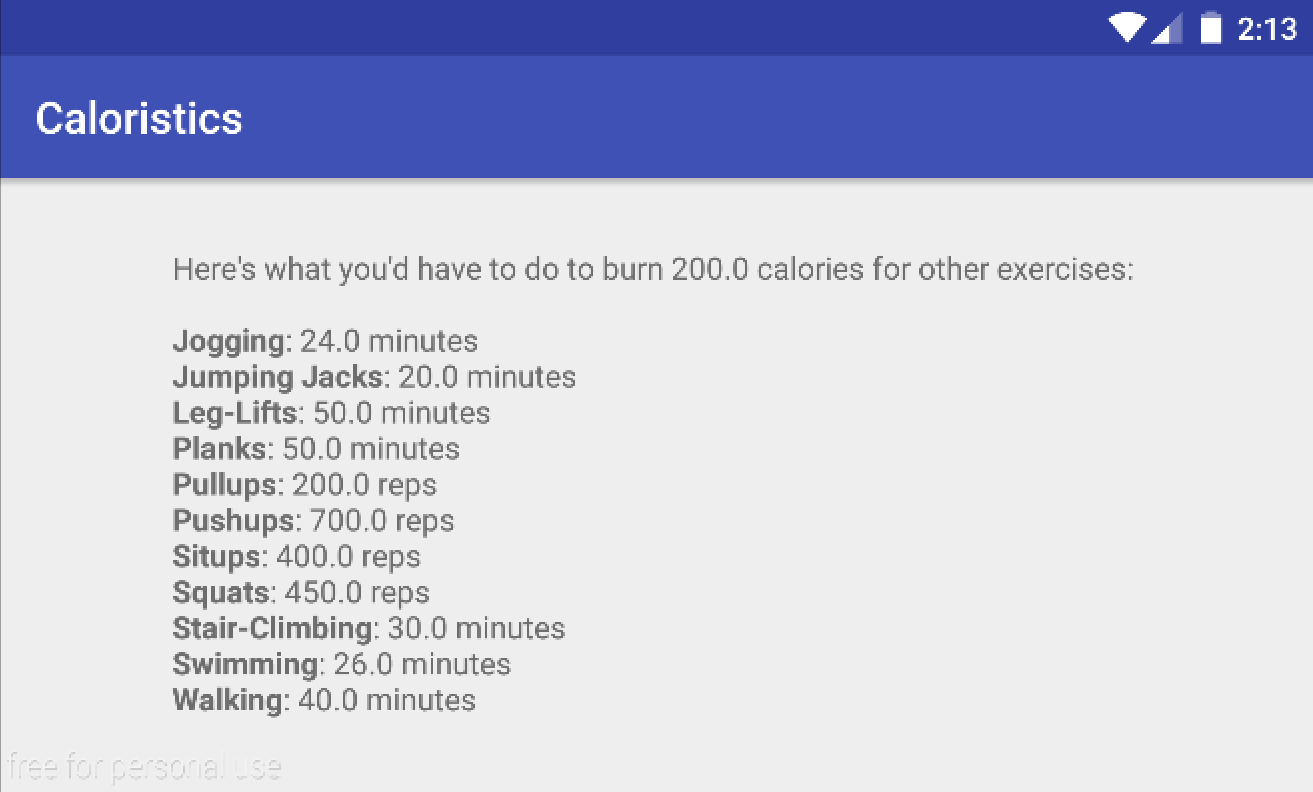 2:13
Caloristics
Here's what you'd have to do to burn 200.0 calories for other exercises:
Jogging: 24.0 minutes
Jumping Jacks: 20.0 minutes
Leg-Lifts: 50.0 minutes
Planks: 50.0 minutes
Pullups: 200.0 reps
Pushups: 700.0 reps
Situps: 400.0 reps
Squats: 450.0 reps
Stair-Climbing: 30.0 minutes
Swimming: 26.0 minutes
Walking: 40.0 minutes
free for personal use